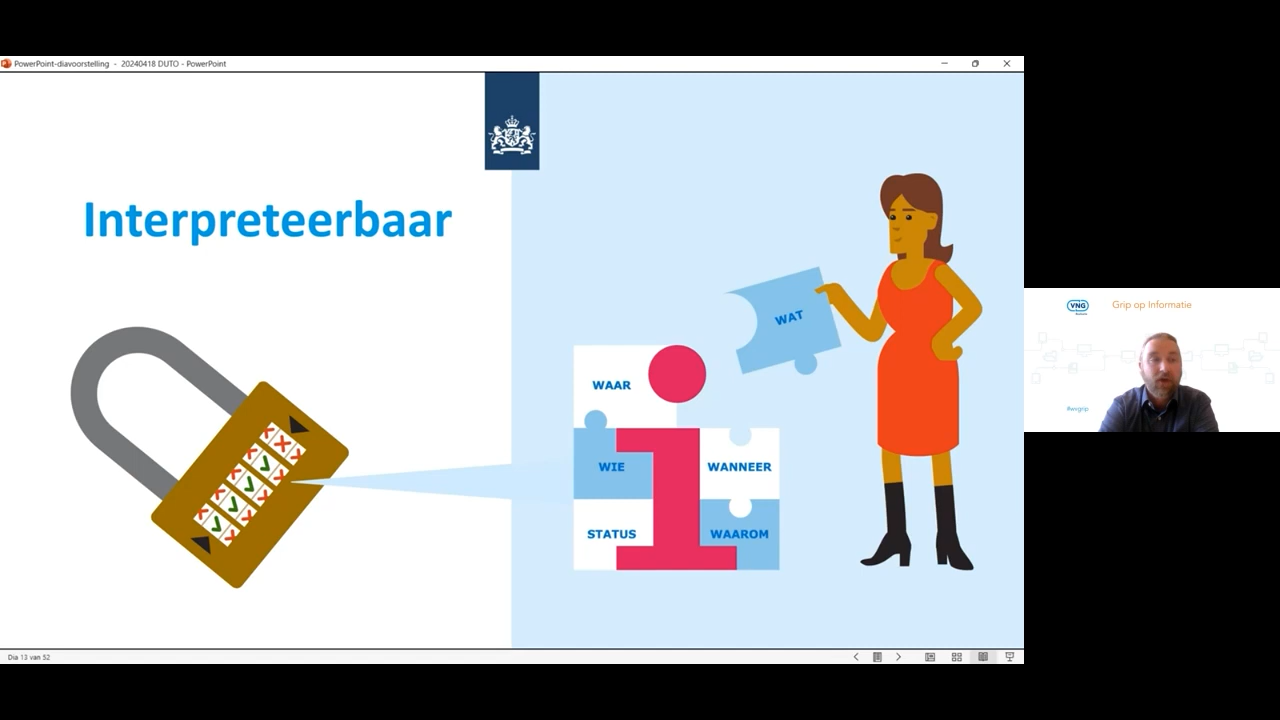 PowerPoint-diavoorstelling - 20240418 DUTO - PowerPoint
Interpreteerbaar
WAT
WAAR
WIE
WANNEER
STATUS
WAAROM
VNG
Grip op Informatie
#wvgrip
Dia 13 van 52